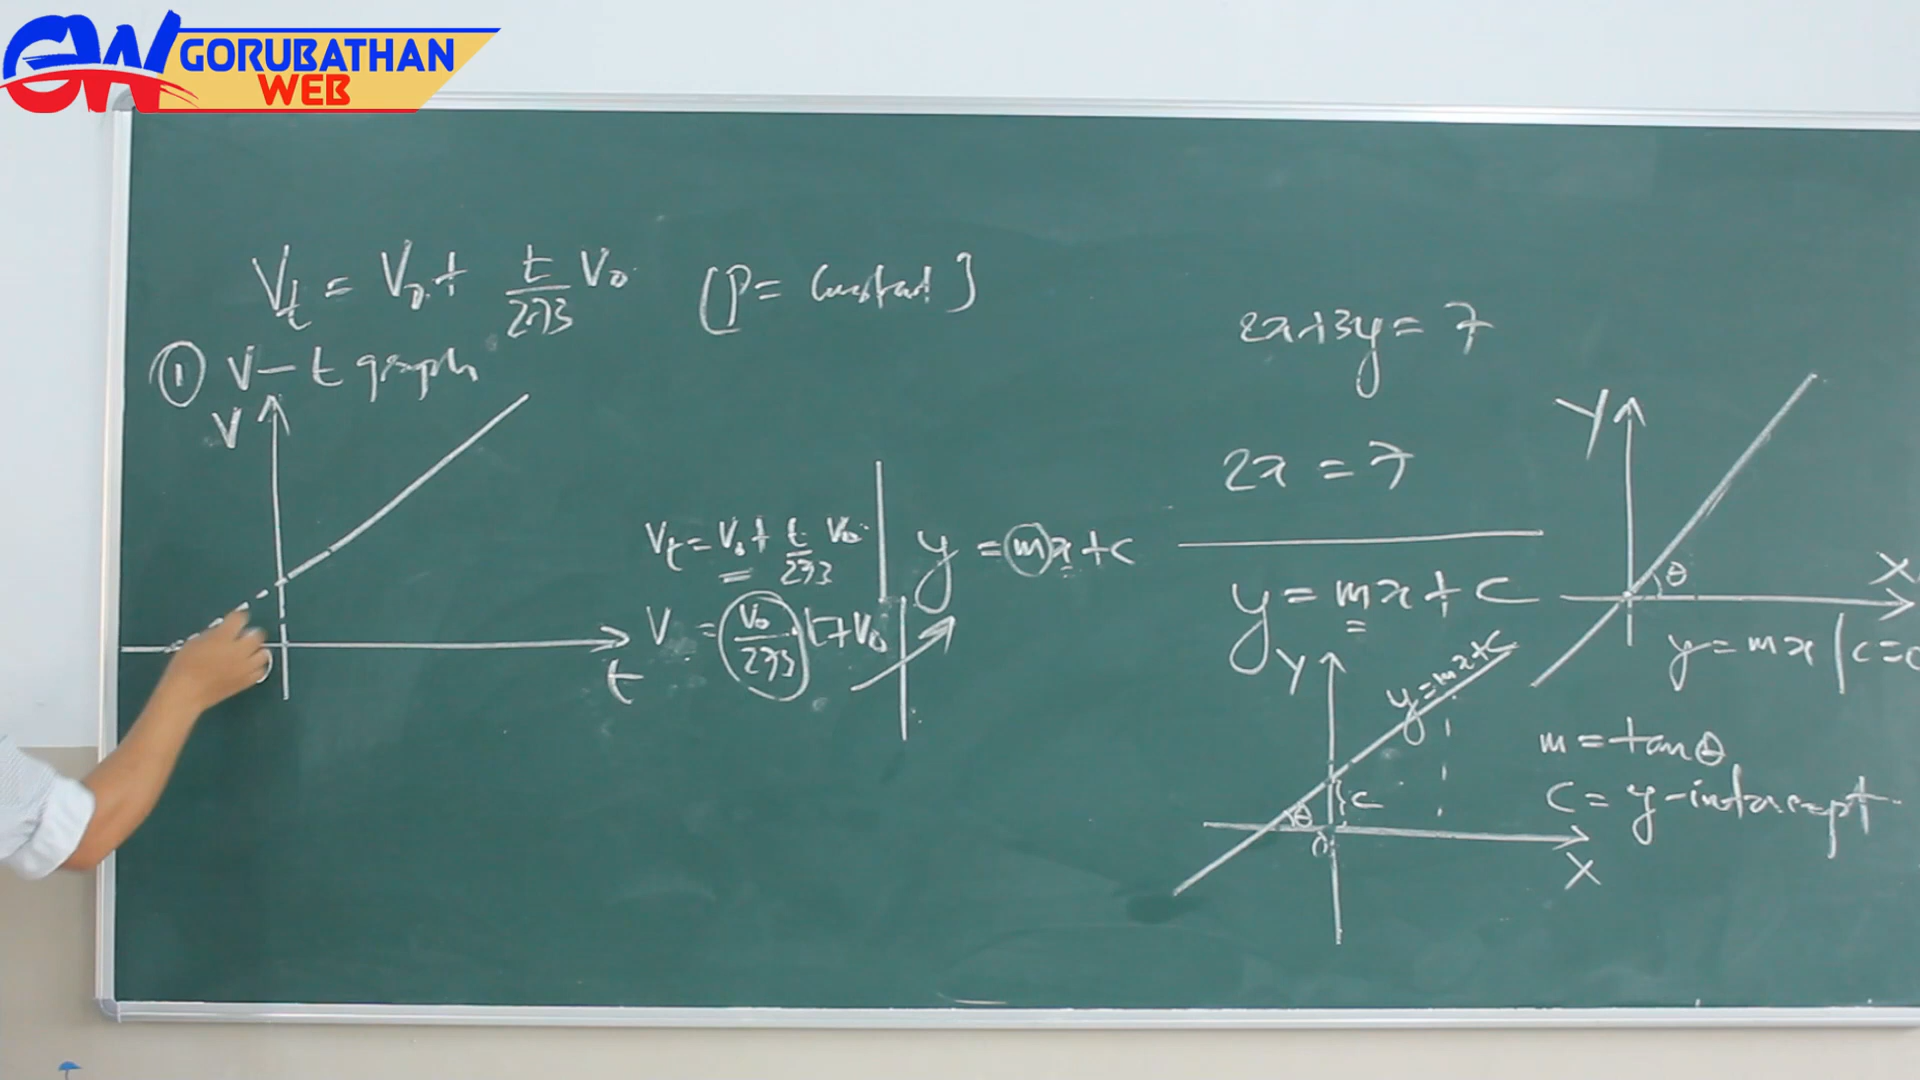 GORUBATHAN
WEB
Vₜ = V₀ + t/273 V₀ (P = Constant]
① V – t graph
V
t
Vₜ = V₀ + t/273 V₀
y = mx + c
V = V₀/273 t + V₀
2x + 3y = 7
2x = 7
y = mx + c
Y
y = mx + c
θ
c
O
X
Y
θ
X
y = mx | c = 0
m = tan θ
c = y-intercept